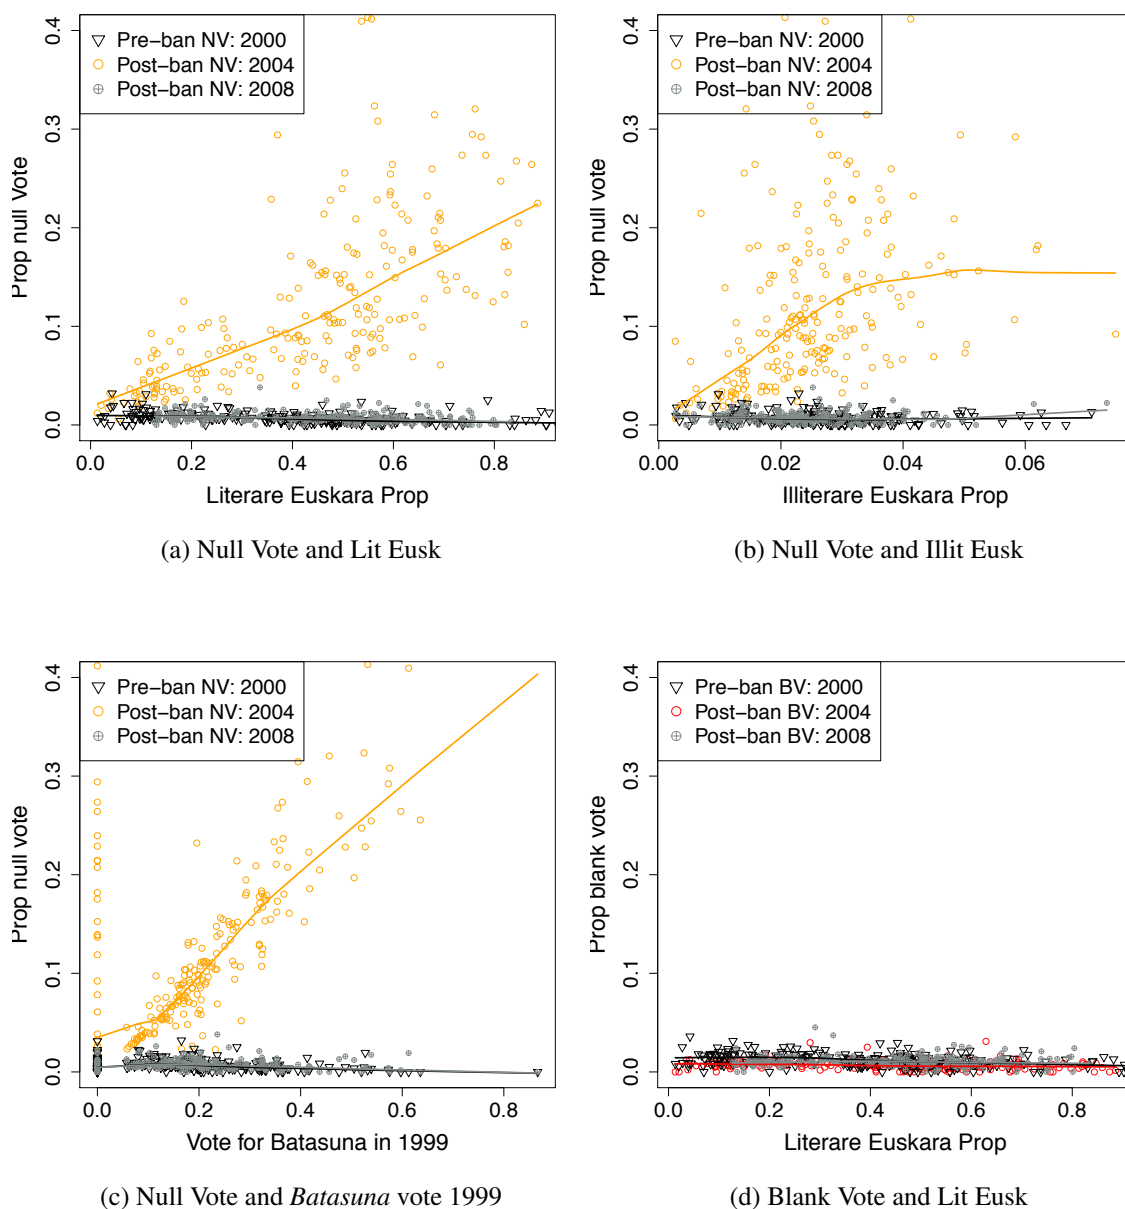 Pre-ban NV: 2000
Post-ban NV: 2004
Post-ban NV: 2008
Prop null Vote
0.0 0.1 0.2 0.3 0.4
0.0 0.2 0.4 0.6 0.8
Literare Euskara Prop
(a) Null Vote and Lit Eusk
Pre-ban NV: 2000
Post-ban NV: 2004
Post-ban NV: 2008
Prop null vote
0.0 0.1 0.2 0.3 0.4
0.00 0.02 0.04 0.06
Illiterare Euskara Prop
(b) Null Vote and Illit Eusk
Pre-ban NV: 2000
Post-ban NV: 2004
Post-ban NV: 2008
Prop null vote
0.0 0.1 0.2 0.3 0.4
0.0 0.2 0.4 0.6 0.8
Vote for Batasuna in 1999
(c) Null Vote and Batasuna vote 1999
Pre-ban BV: 2000
Post-ban BV: 2004
Post-ban BV: 2008
Prop blank vote
0.0 0.1 0.2 0.3 0.4
0.0 0.2 0.4 0.6 0.8
Literare Euskara Prop
(d) Blank Vote and Lit Eusk